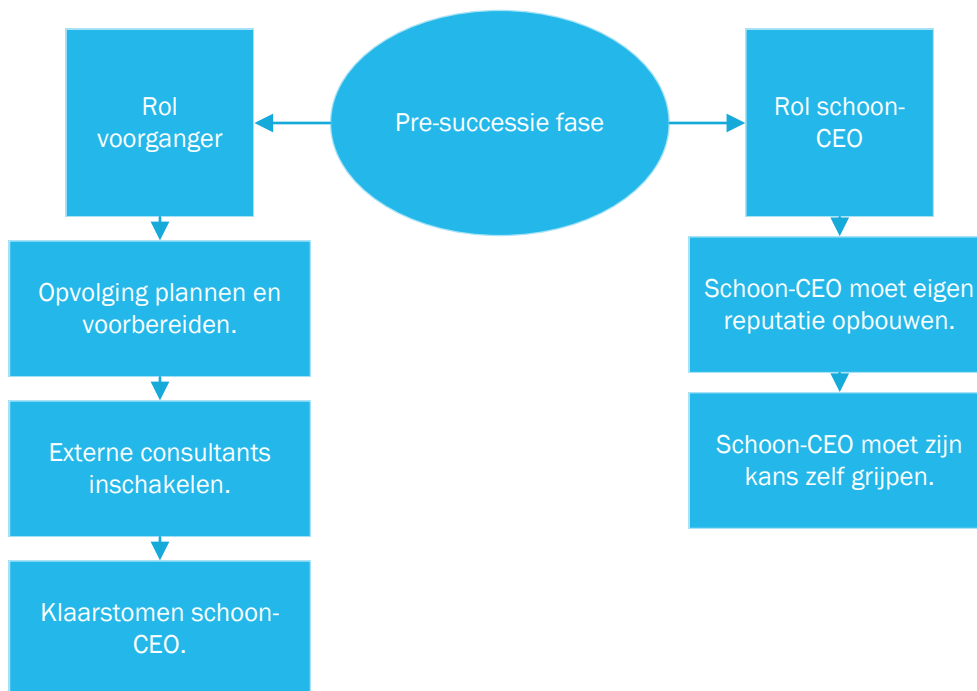 Rol
voorganger
Pre-successie fase
Rol schoon-
CEO
Opvolging plannen en
voorbereiden.
Schoon-CEO moet eigen
reputatie opbouwen.
Externe consultants
inschakelen.
Schoon-CEO moet zijn
kans zelf grijpen.
Klaarstomen schoon-
CEO.